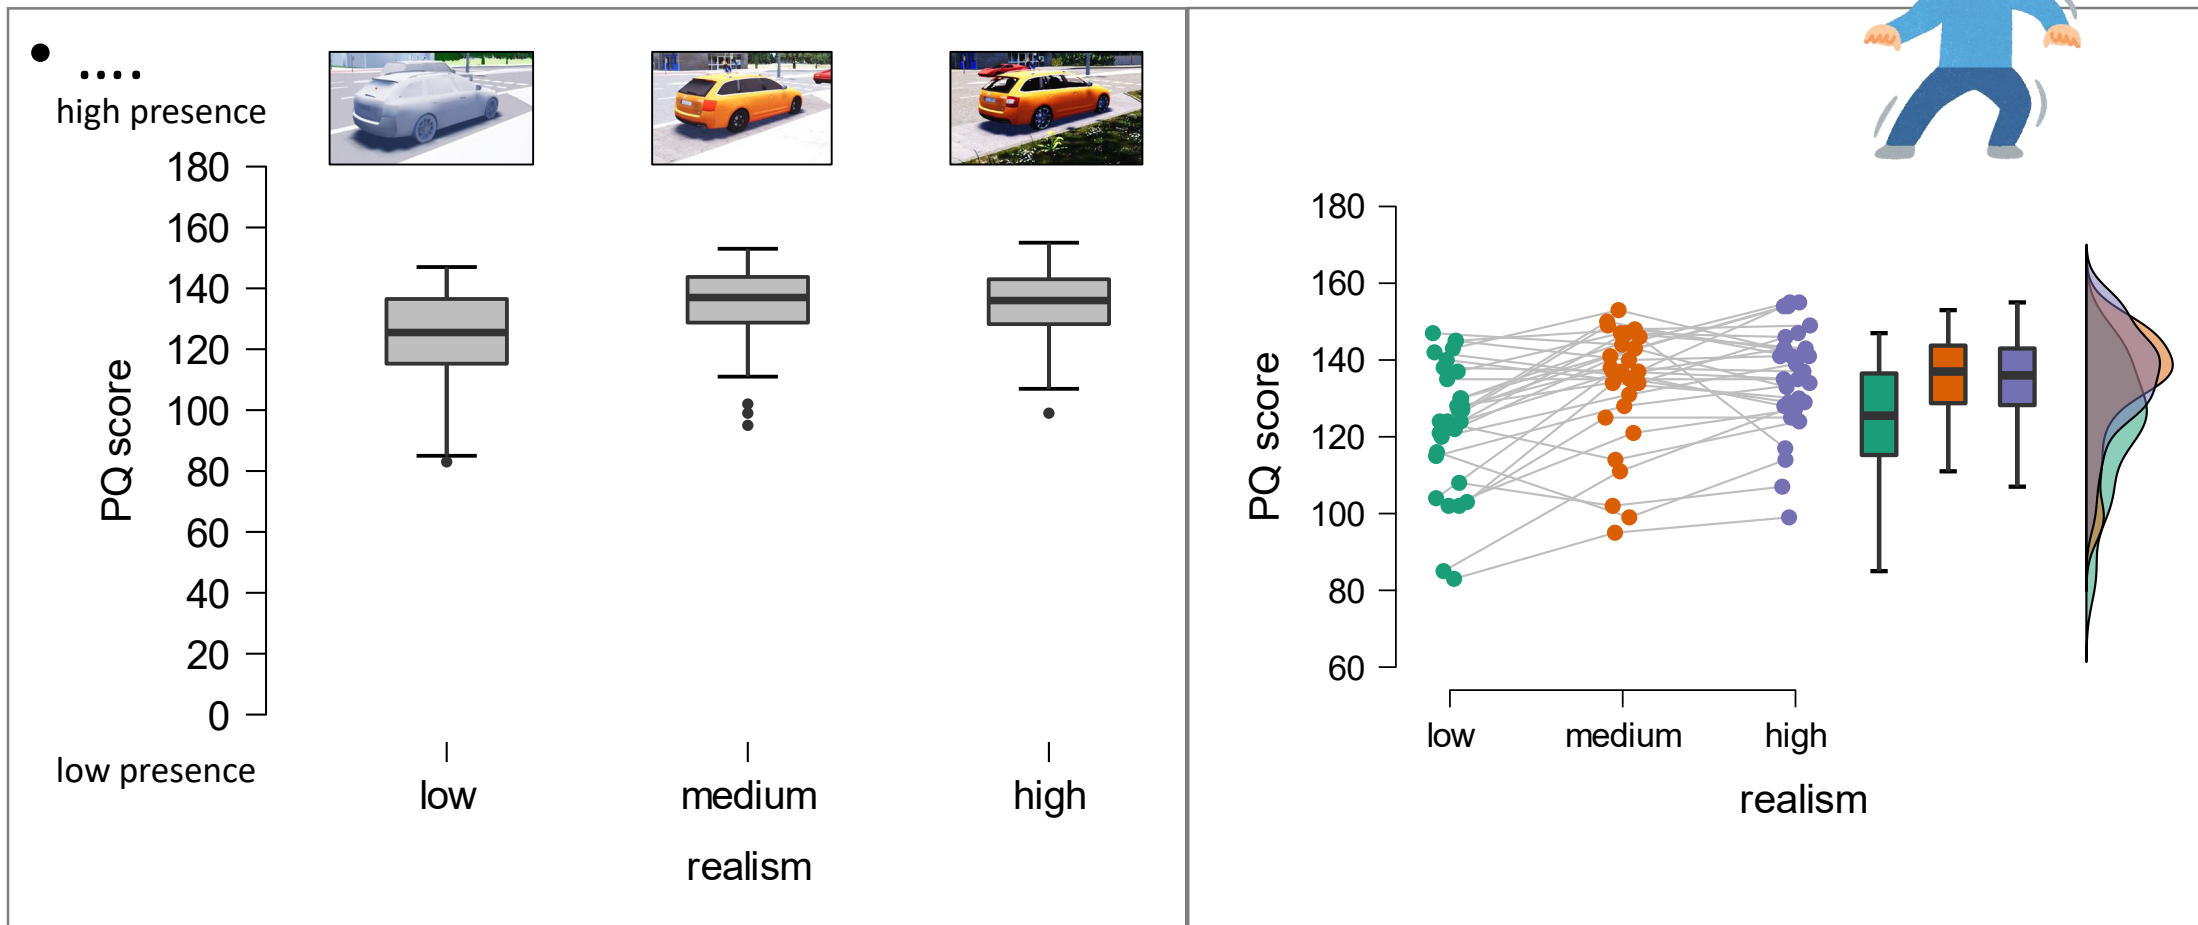 • ....
high presence
180
160
140
120
100
80
60
40
20
0
PQ score
low presence
low medium high
realism
180
160
140
120
100
80
60
PQ score
low medium high
realism